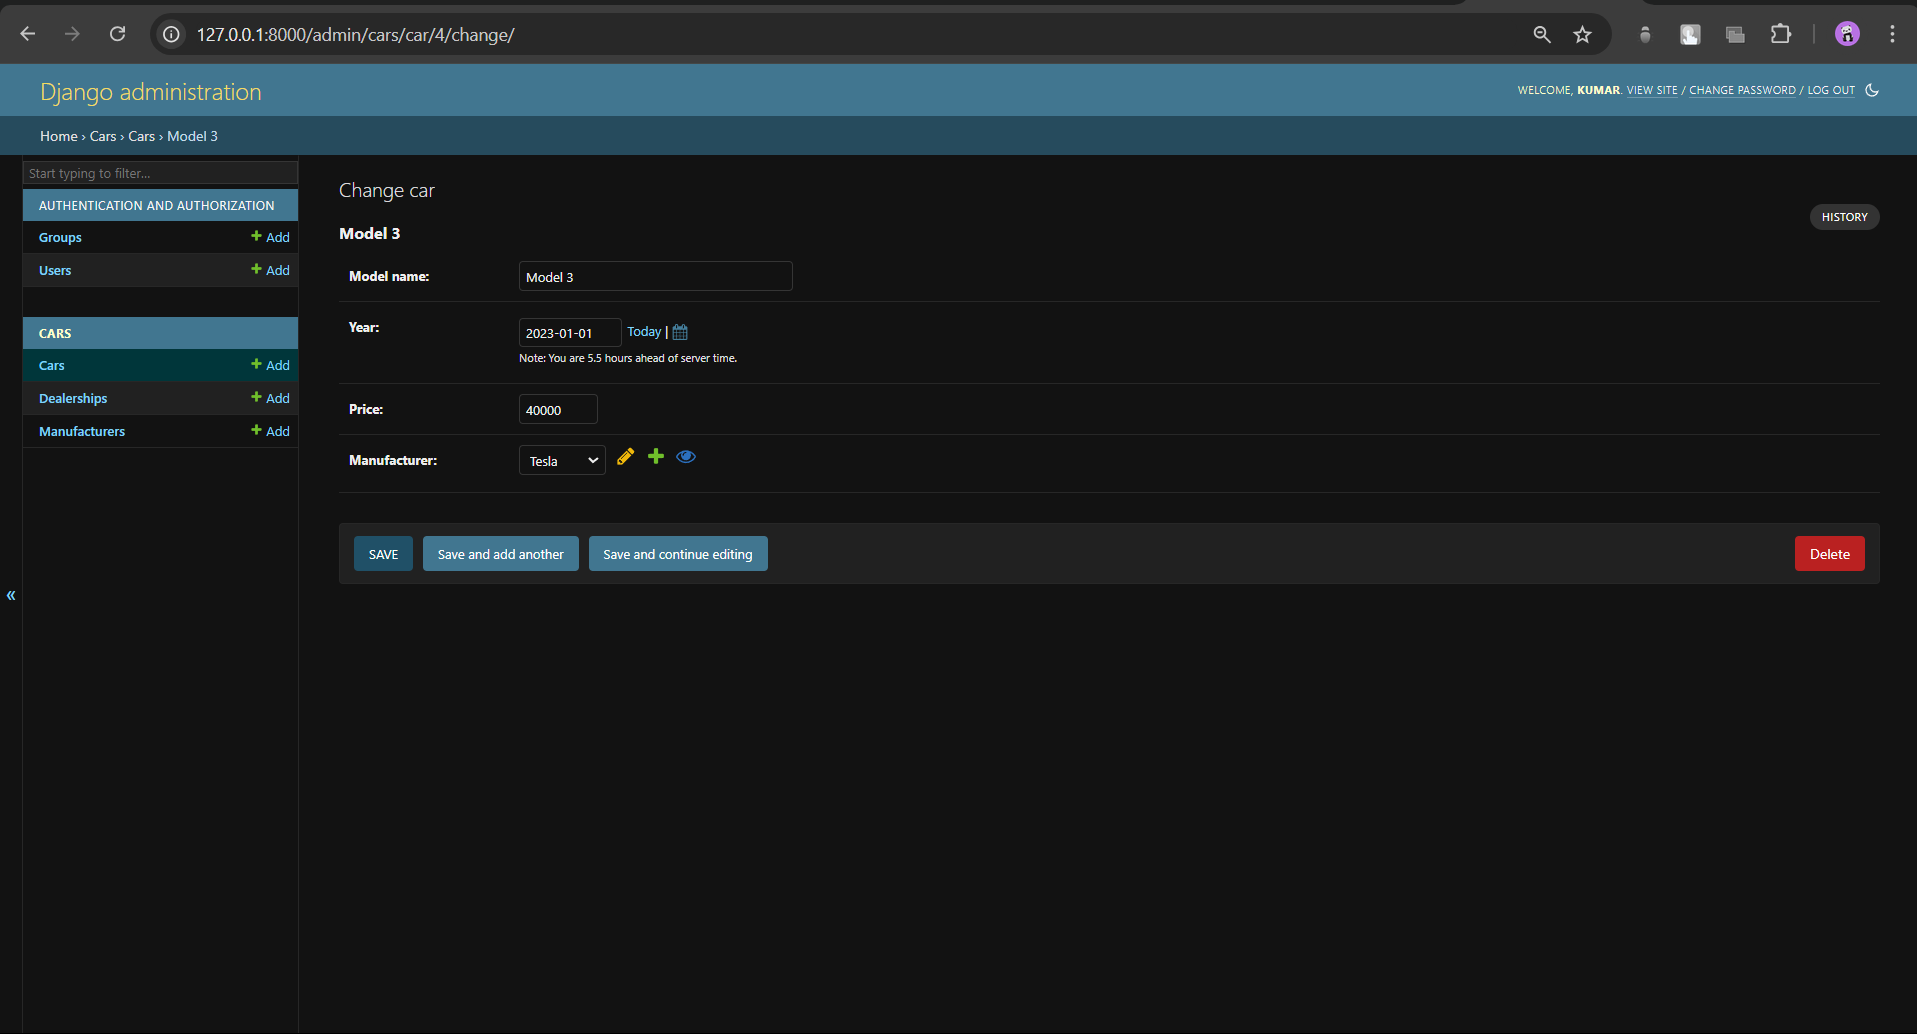 127.0.0.1:8000/admin/cars/car/4/change/
Django administration
WELCOME, KUMAR. VIEW SITE / CHANGE PASSWORD / LOG OUT
Home › Cars › Cars › Model 3
Start typing to filter...
AUTHENTICATION AND AUTHORIZATION
Groups + Add
Users + Add
CARS
Cars + Add
Dealerships + Add
Manufacturers + Add
«
Change car
HISTORY
Model 3
Model name: Model 3
Year: 2023-01-01 Today |
Note: You are 5.5 hours ahead of server time.
Price: 40000
Manufacturer: Tesla
SAVE Save and add another Save and continue editing Delete